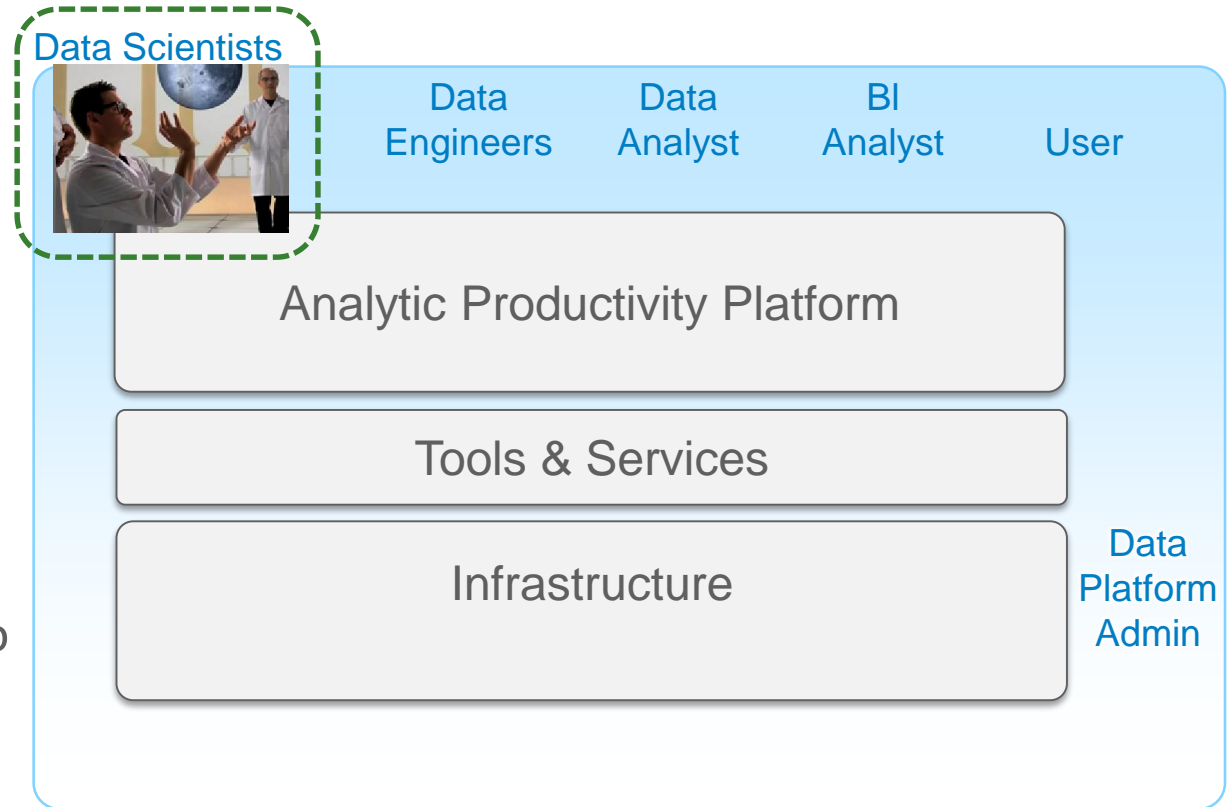 Data Scientists
Data
Engineers
Data
Analyst
BI
Analyst
User
Analytic Productivity Platform
Tools & Services
Infrastructure
Data
Platform
Admin